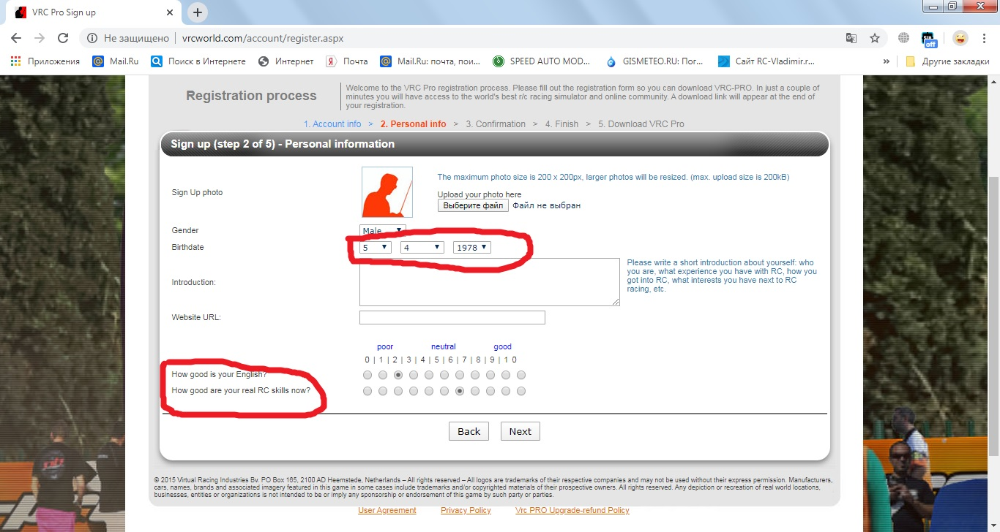 VRC Pro Sign up
Не защищено | vrcworld.com/account/register.aspx
off
Приложения Mail.Ru Поиск в Интернете Интернет Почта Mail.Ru: почта, пои... SPEED AUTO MOD... GISMETEO.RU: Пог... Сайт RC-Vladimir.r... » Другие закладки
Registration process
Welcome to the VRC Pro registration process. Please fill out the registration form so you can download VRC-PRO. In just a couple of
minutes you will have access to the world's best r/c racing simulator and online community. A download link will appear at the end of
your registration.
1. Account info > 2. Personal info > 3. Confirmation > 4. Finish > 5. Download VRC Pro
Sign up (step 2 of 5) - Personal information
Sign Up photo
The maximum photo size is 200 x 200px, larger photos will be resized. (max. upload size is 200kB)
Upload your photo here
Выберите файл Файл не выбран
Gender Male
Birthdate 5 4 1978
Introduction:
Please write a short introduction about yourself: who
you are, what experience you have with RC, how you
got into RC, what interests you have next to RC
racing, etc.
Website URL:
poor neutral good
0 | 1 | 2 | 3 | 4 | 5 | 6 | 7 | 8 | 9 | 1 0
How good is your English?
How good are your real RC skills now?
Back Next
© 2015 Virtual Racing Industries Bv. PO Box 165, 2100 AD Heemstede, Netherlands – All rights reserved – All logos are trademarks of their respective companies and may not be used without their express permission. Manufacturers,
cars, names, brands and associated imagery featured in this game in some cases include trademarks and/or copyrighted materials of their prospective owners. All rights reserved. Any depiction or recreation of real world locations,
businesses, entities or organizations is not intended to be or imply any sponsorship or endorsement of this game by such party or parties.
User Agreement Privacy Policy Vrc PRO Upgrade-refund Policy